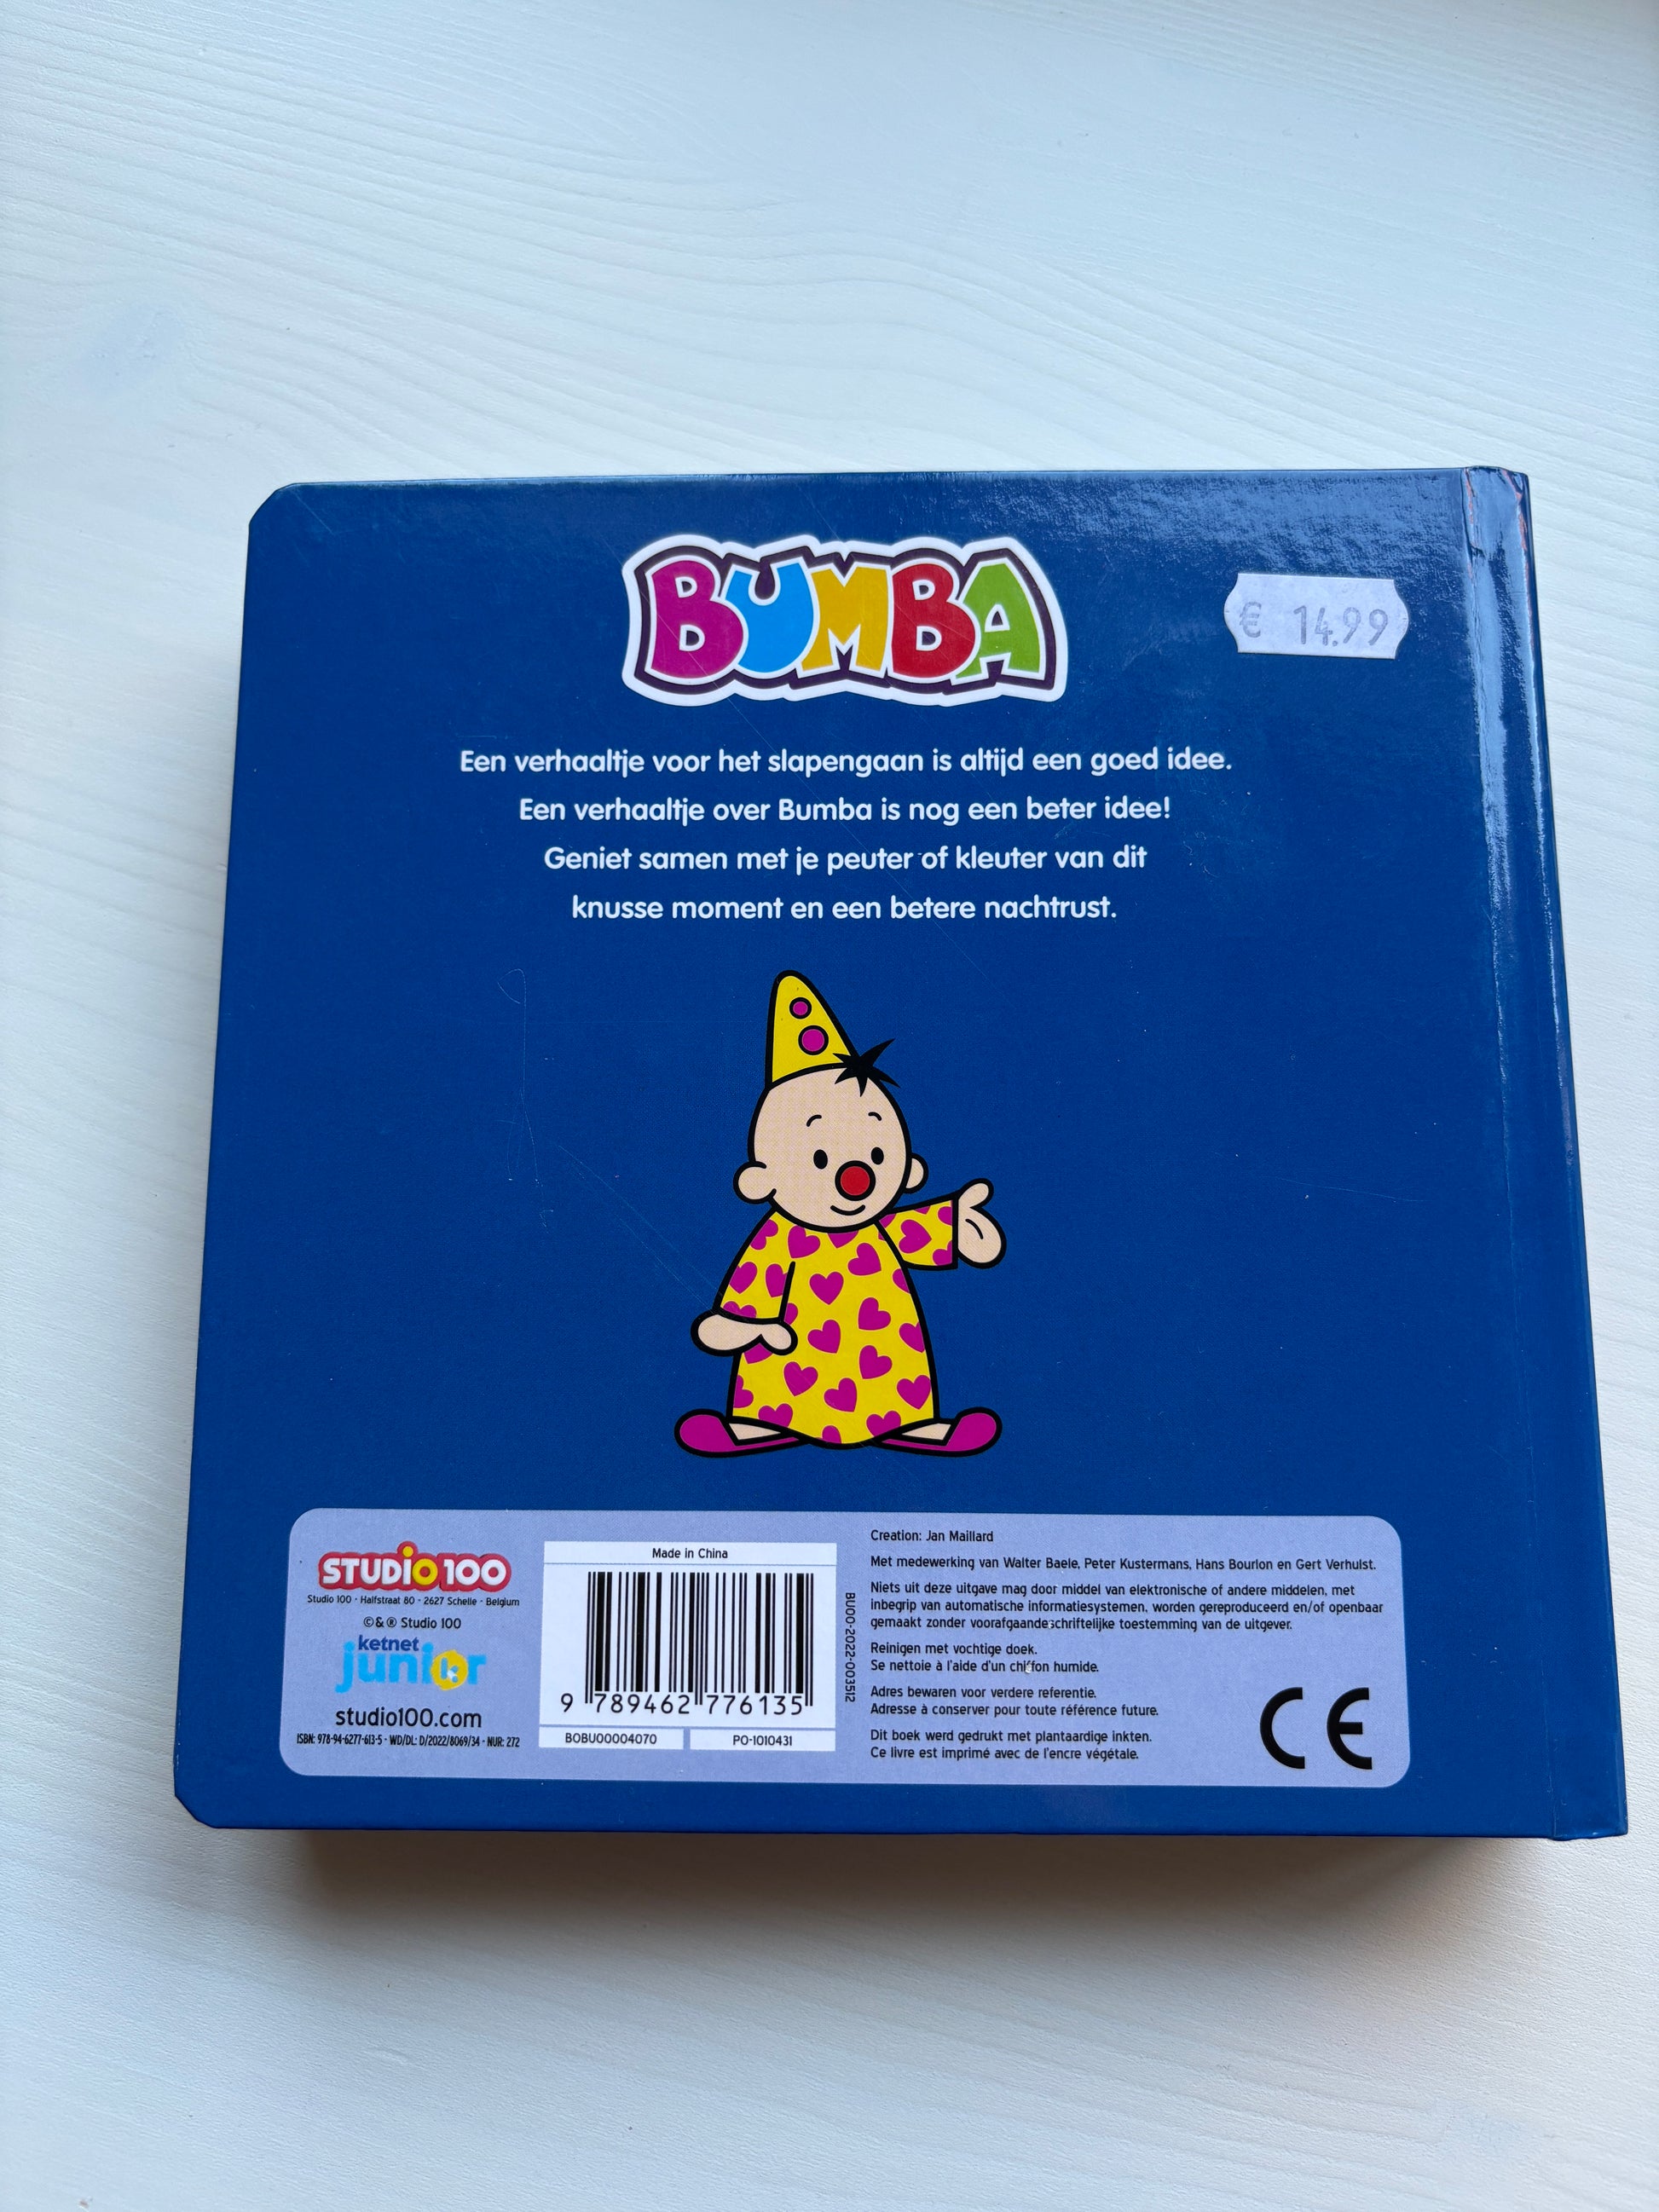 BUMBA
€ 14.99
Een verhaaltje voor het slapengaan is altijd een goed idee.
Een verhaaltje over Bumba is nog een beter idee!
Geniet samen met je peuter of kleuter van dit
knusse moment en een betere nachtrust.
STUDIO 100
Studio 100 - Halfstraat 80 - 2627 Schelle - Belgium
©&® Studio 100
ketnet
junior
studio100.com
ISBN: 978-94-6277-613-5 - WD/DL: D/2022/8069/34 - NUR: 272
Made in China
9 789462 776135
BOBU00004070
PO-1010431
BU00-2022-003512
Creation: Jan Maillard
Met medewerking van Walter Baele, Peter Kustermans, Hans Bourlon en Gert Verhulst.
Niets uit deze uitgave mag door middel van elektronische of andere middelen, met
inbegrip van automatische informatiesystemen, worden gereproduceerd en/of openbaar
gemaakt zonder voorafgaande schriftelijke toestemming van de uitgever.
Reinigen met vochtige doek.
Se nettoie à l'aide d'un chiffon humide.
Adres bewaren voor verdere referentie.
Adresse à conserver pour toute référence future.
Dit boek werd gedrukt met plantaardige inkten.
Ce livre est imprimé avec de l'encre végétale.
CE